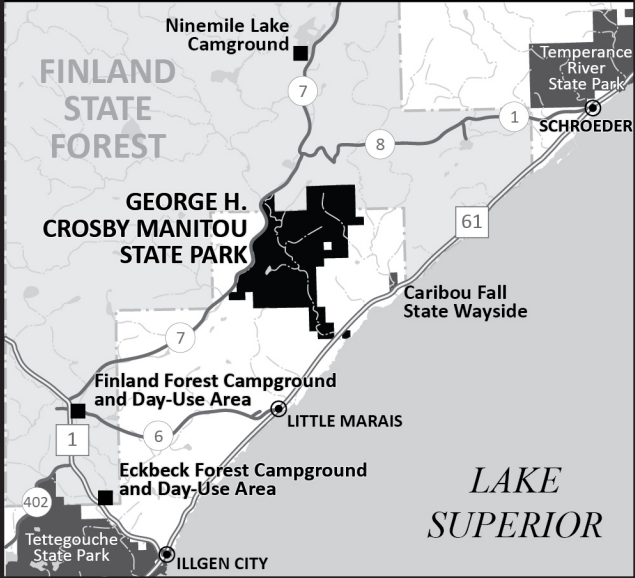 Ninemile Lake
Campground
FINLAND
STATE
FOREST
7
Temperance
River
State Park
1
SCHROEDER
8
GEORGE H.
CROSBY MANITOU
STATE PARK
61
Caribou Fall
State Wayside
7
Finland Forest Campground
and Day-Use Area
LITTLE MARAIS
6
1
Eckbeck Forest Campground
and Day-Use Area
LAKE
SUPERIOR
402
Tettegouche
State Park
ILLGEN CITY